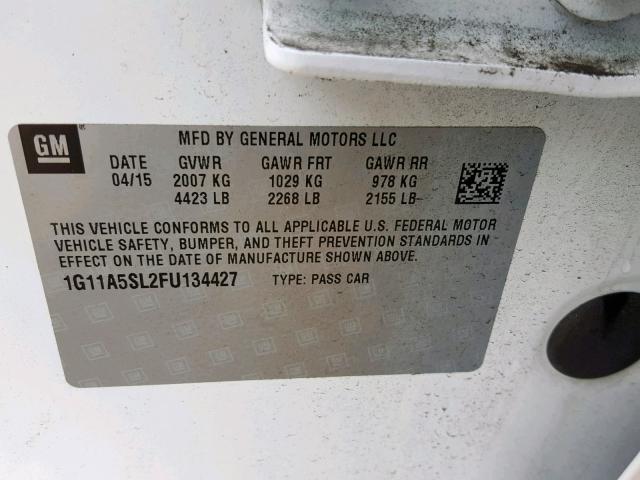 GM
MFD BY GENERAL MOTORS LLC
DATE GVWR GAWR FRT GAWR RR
04/15 2007 KG 1029 KG 978 KG
4423 LB 2268 LB 2155 LB
THIS VEHICLE CONFORMS TO ALL APPLICABLE U.S. FEDERAL MOTOR
VEHICLE SAFETY, BUMPER, AND THEFT PREVENTION STANDARDS IN
EFFECT ON THE DATE OF MANUFACTURE SHOWN ABOVE.
1G11A5SL2FU134427 TYPE: PASS CAR